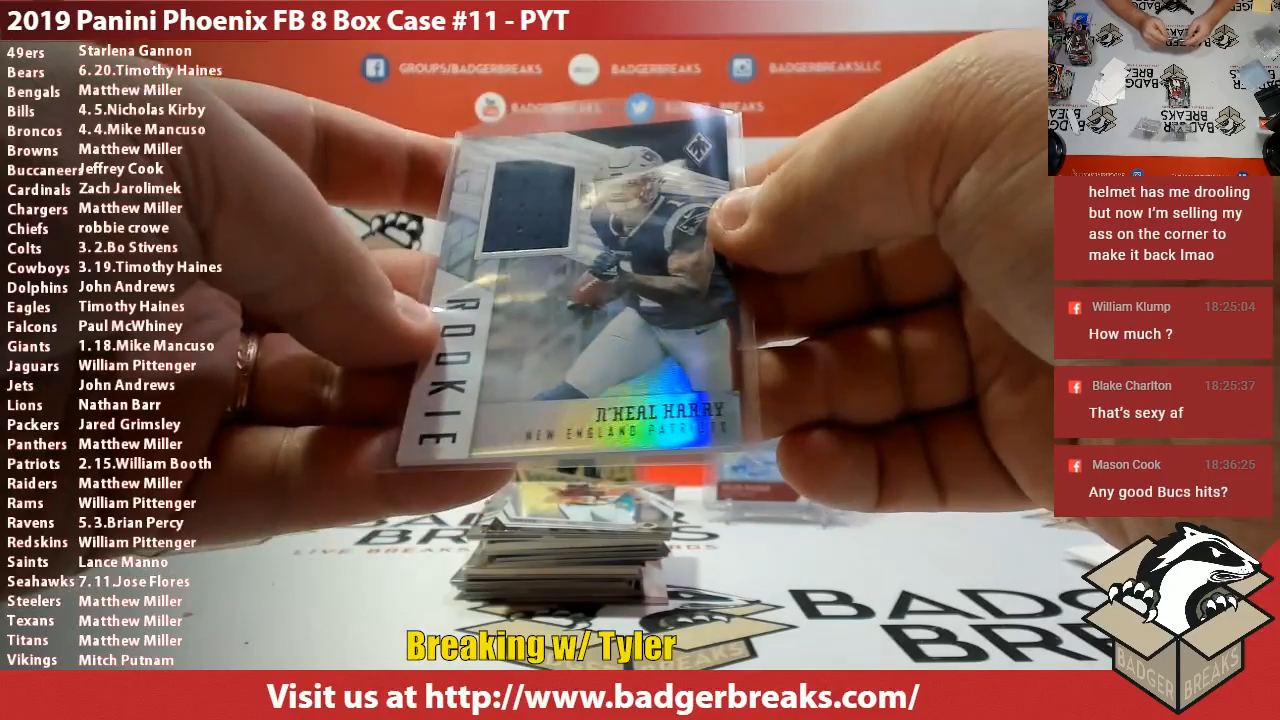 2019 Panini Phoenix FB 8 Box Case #11 - PYT
49ers Starlena Gannon
Bears 6. 20.Timothy Haines
Bengals Matthew Miller
Bills 4. 5.Nicholas Kirby
Broncos 4. 4.Mike Mancuso
Browns Matthew Miller
Buccaneers Jeffrey Cook
Cardinals Zach Jarolimek
Chargers Matthew Miller
Chiefs robbie crowe
Colts 3. 2.Bo Stivens
Cowboys 3. 19.Timothy Haines
Dolphins John Andrews
Eagles Timothy Haines
Falcons Paul McWhiney
Giants 1. 18.Mike Mancuso
Jaguars William Pittenger
Jets John Andrews
Lions Nathan Barr
Packers Jared Grimsley
Panthers Matthew Miller
Patriots 2. 15.William Booth
Raiders Matthew Miller
Rams William Pittenger
Ravens 5. 3.Brian Percy
Redskins William Pittenger
Saints Lance Manno
Seahawks 7. 11.Jose Flores
Steelers Matthew Miller
Texans Matthew Miller
Titans Matthew Miller
Vikings Mitch Putnam
GROUPS/BADGERBREAKS BADGERBREAKS BADGERBREAKSLLC
ROOKIE
N'KEAL HARRY
NEW ENGLAND PATRIOTS
helmet has me drooling
but now I'm selling my
ass on the corner to
make it back lmao
William Klump 18:25:04
How much ?
Blake Charlton 18:25:37
That's sexy af
Mason Cook 18:36:25
Any good Bucs hits?
BADGER BREAKS
Breaking w/ Tyler
Visit us at http://www.badgerbreaks.com/